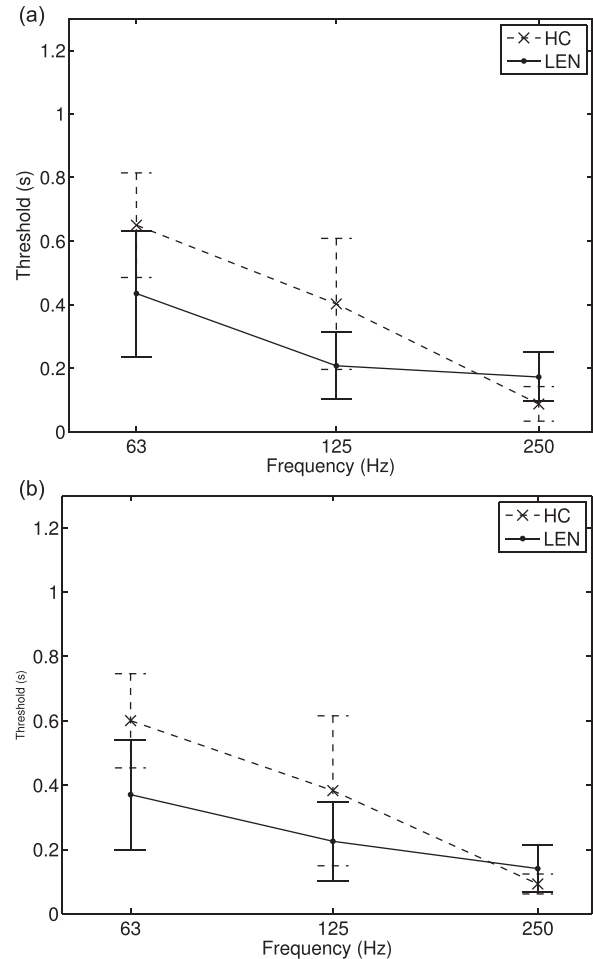 (a)
HC
LEN
1.2
1
0.8
0.6
0.4
0.2
0
Threshold (s)
63 125 250
Frequency (Hz)
(b)
HC
LEN
1.2
1
0.8
0.6
0.4
0.2
0
Threshold (s)
63 125 250
Frequency (Hz)